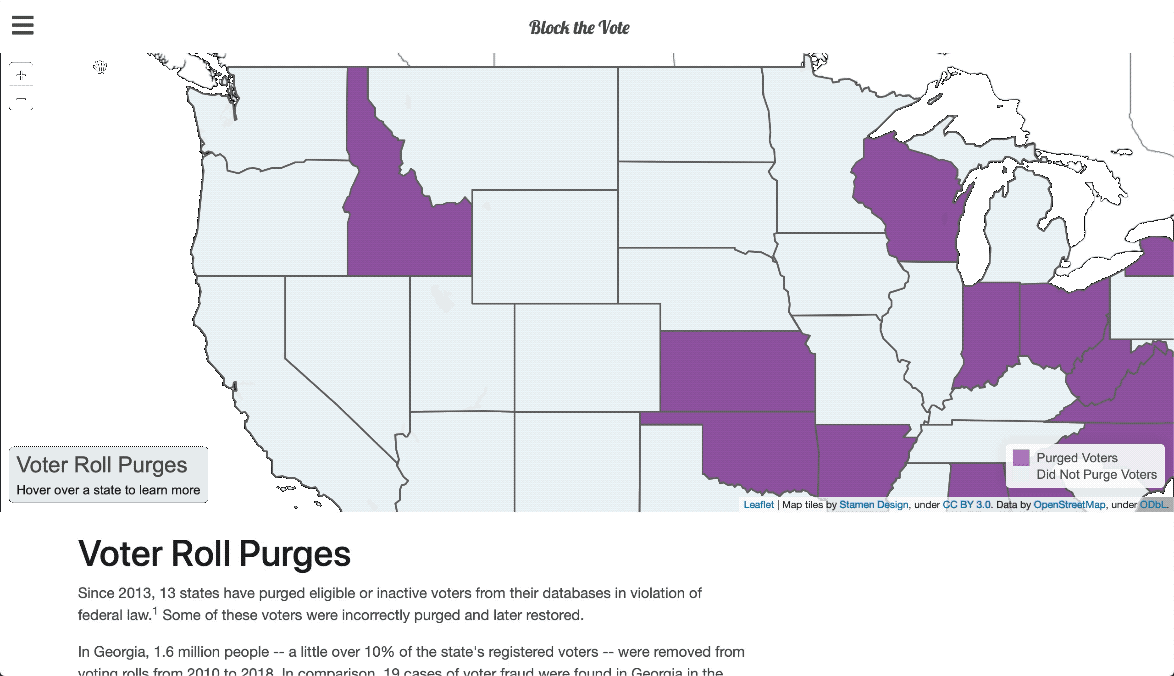 Block the Vote
+
−
Voter Roll Purges
Hover over a state to learn more
Purged Voters
Did Not Purge Voters
Leaflet | Map tiles by Stamen Design, under CC BY 3.0. Data by OpenStreetMap, under ODbL.
Voter Roll Purges
Since 2013, 13 states have purged eligible or inactive voters from their databases in violation of
federal law.1 Some of these voters were incorrectly purged and later restored.
In Georgia, 1.6 million people -- a little over 10% of the state's registered voters -- were removed from
voting rolls from 2010 to 2018. In comparison, 19 cases of voter fraud were found in Georgia in the